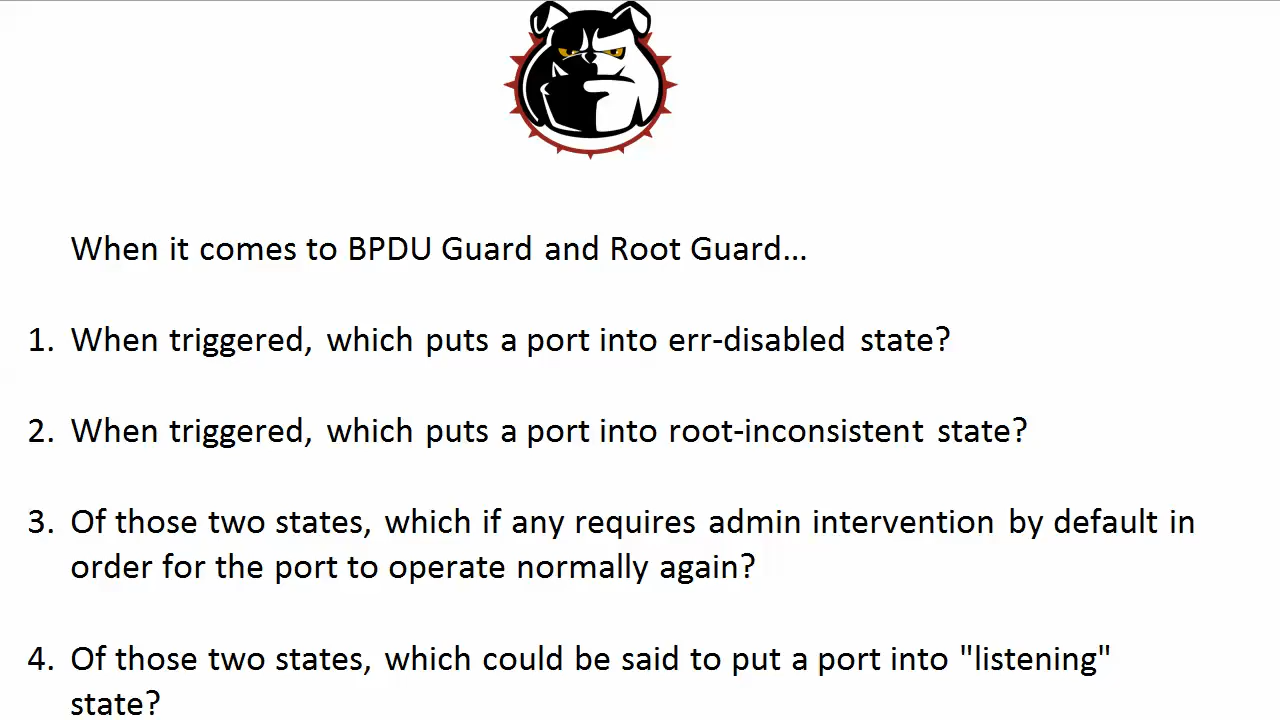 When it comes to BPDU Guard and Root Guard...
1. When triggered, which puts a port into err-disabled state?
2. When triggered, which puts a port into root-inconsistent state?
3. Of those two states, which if any requires admin intervention by default in
order for the port to operate normally again?
4. Of those two states, which could be said to put a port into "listening"
state?